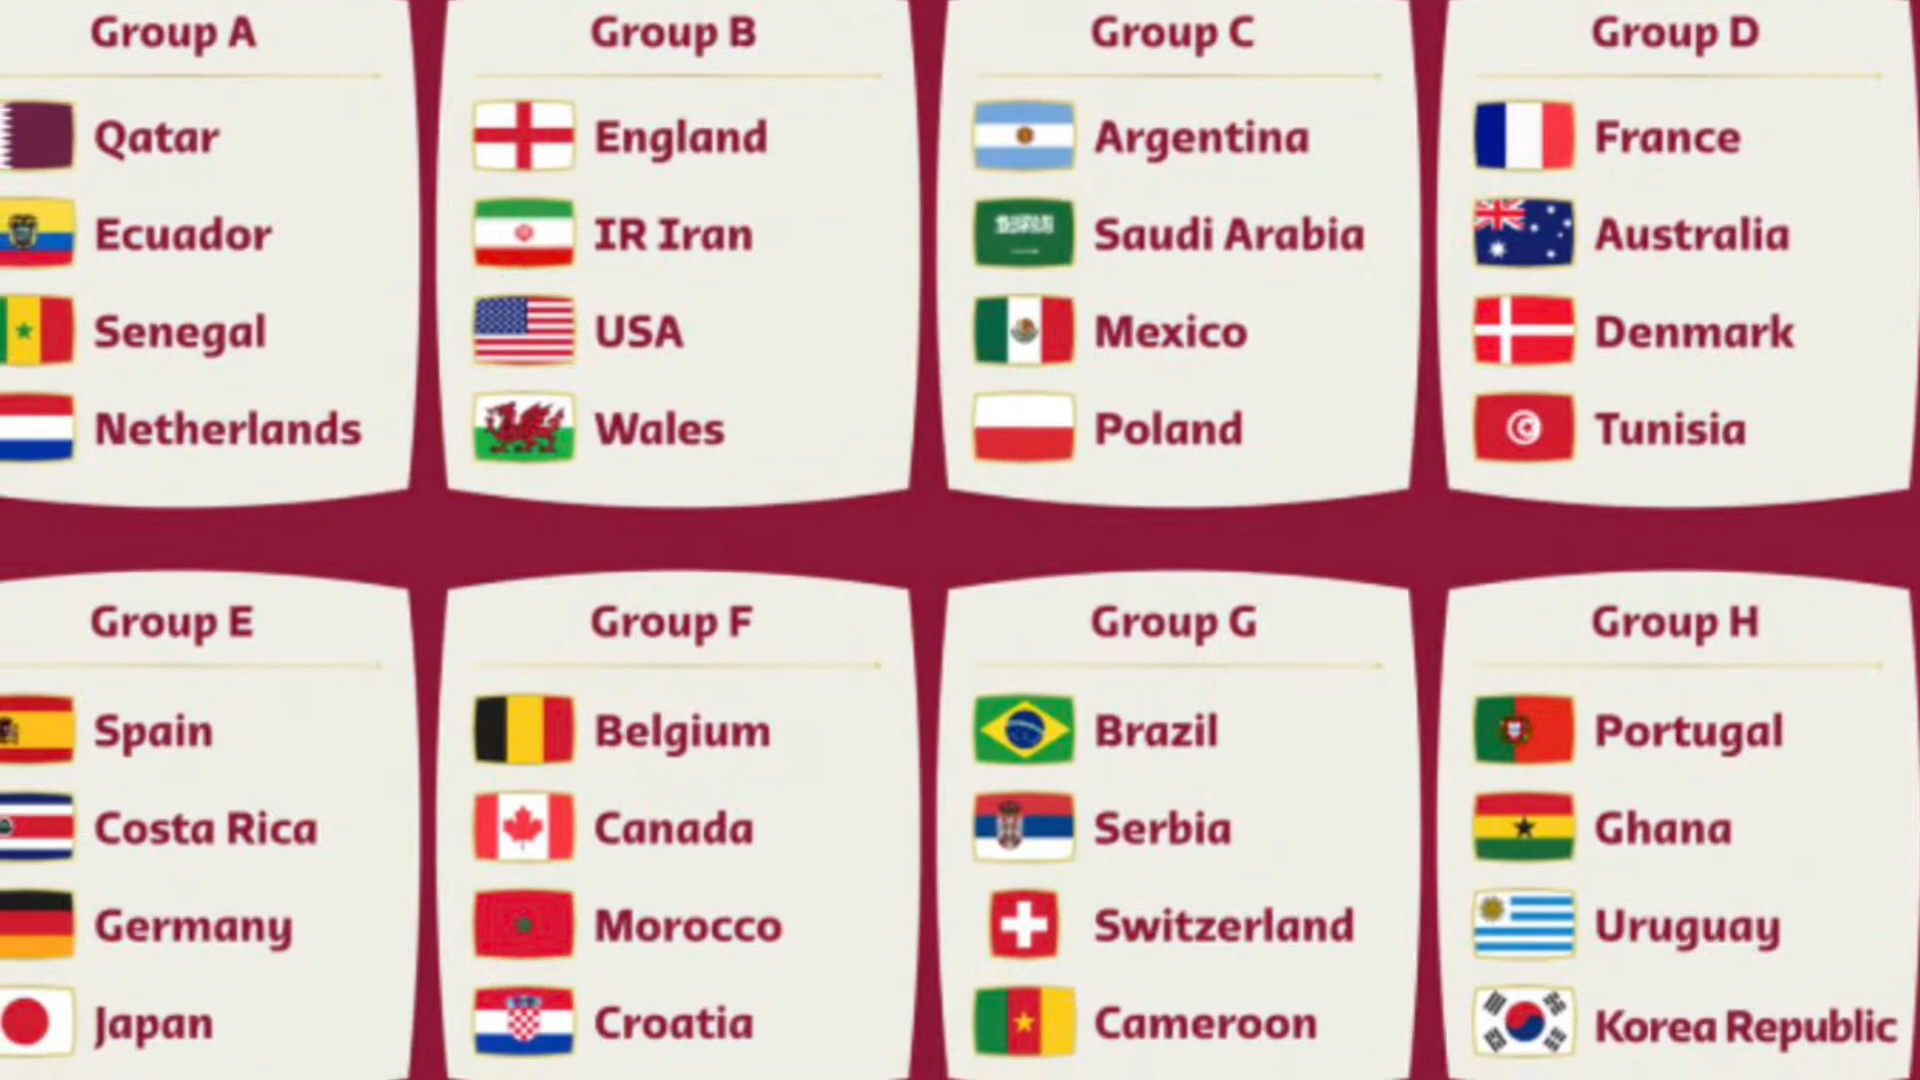 Group A
Qatar
Ecuador
Senegal
Netherlands
Group B
England
IR Iran
USA
Wales
Group C
Argentina
Saudi Arabia
Mexico
Poland
Group D
France
Australia
Denmark
Tunisia
Group E
Spain
Costa Rica
Germany
Japan
Group F
Belgium
Canada
Morocco
Croatia
Group G
Brazil
Serbia
Switzerland
Cameroon
Group H
Portugal
Ghana
Uruguay
Korea Republic